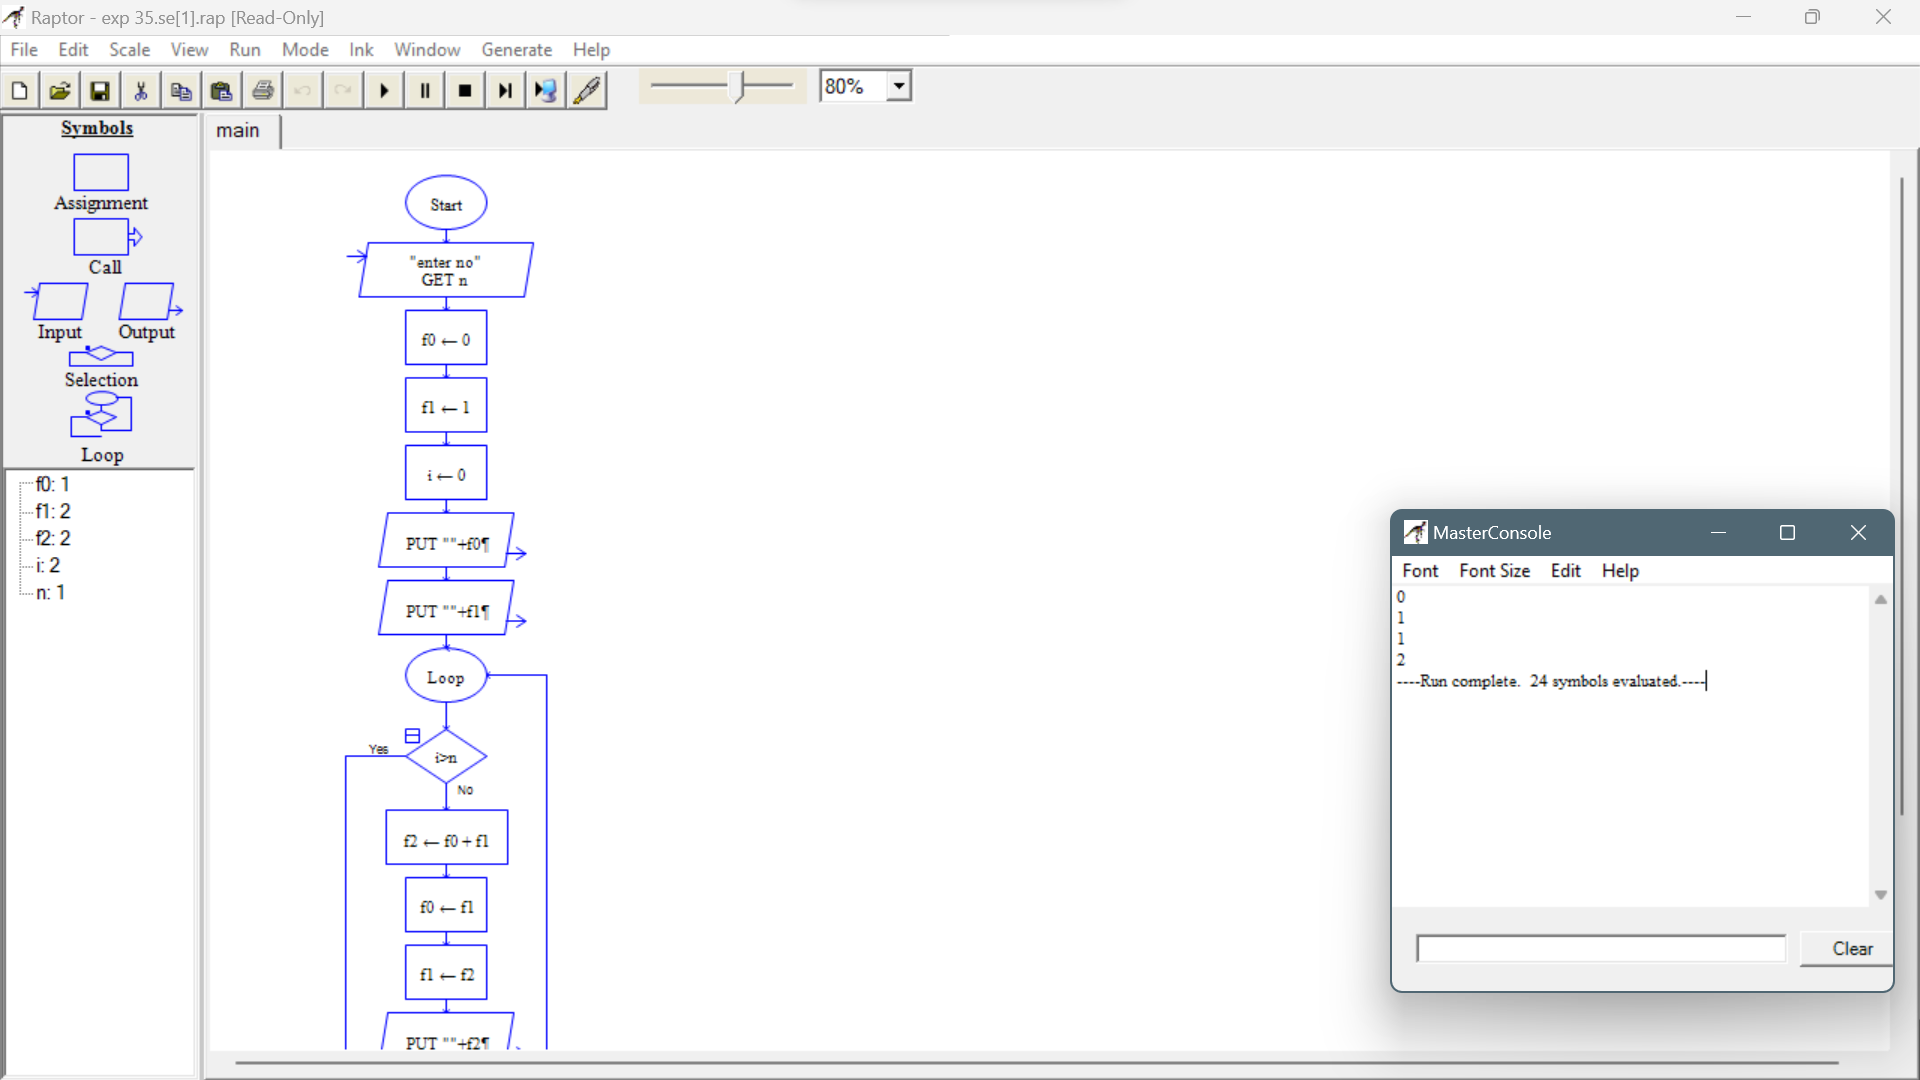 Raptor - exp 35.se[1].rap [Read-Only]
File Edit Scale View Run Mode Ink Window Generate Help
80%
Symbols
Assignment
Call
Input Output
Selection
Loop
f0: 1
f1: 2
f2: 2
i: 2
n: 1
main
Start
"enter no"
GET n
f0 ← 0
f1 ← 1
i ← 0
PUT ""+f0¶
PUT ""+f1¶
Loop
Yes
i>n
No
f2 ← f0 + f1
f0 ← f1
f1 ← f2
PUT ""+f2¶
MasterConsole
Font Font Size Edit Help
0
1
1
2
----Run complete.  24 symbols evaluated.----
Clear